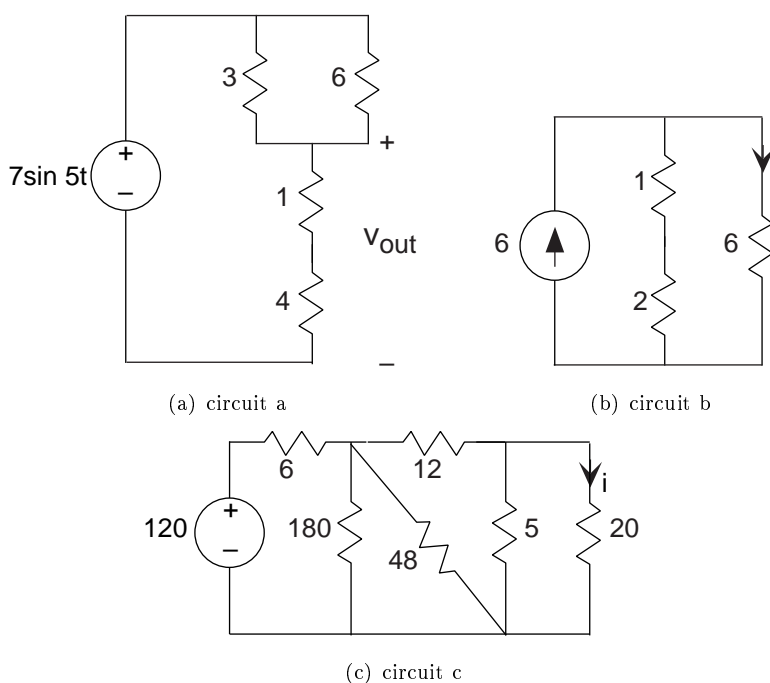 3 6
+
+
7sin 5t
–
1
v_out
4
–
(a) circuit a
1
6 6
2
(b) circuit b
6 12
+
120 180 5 20
i
–
48
(c) circuit c